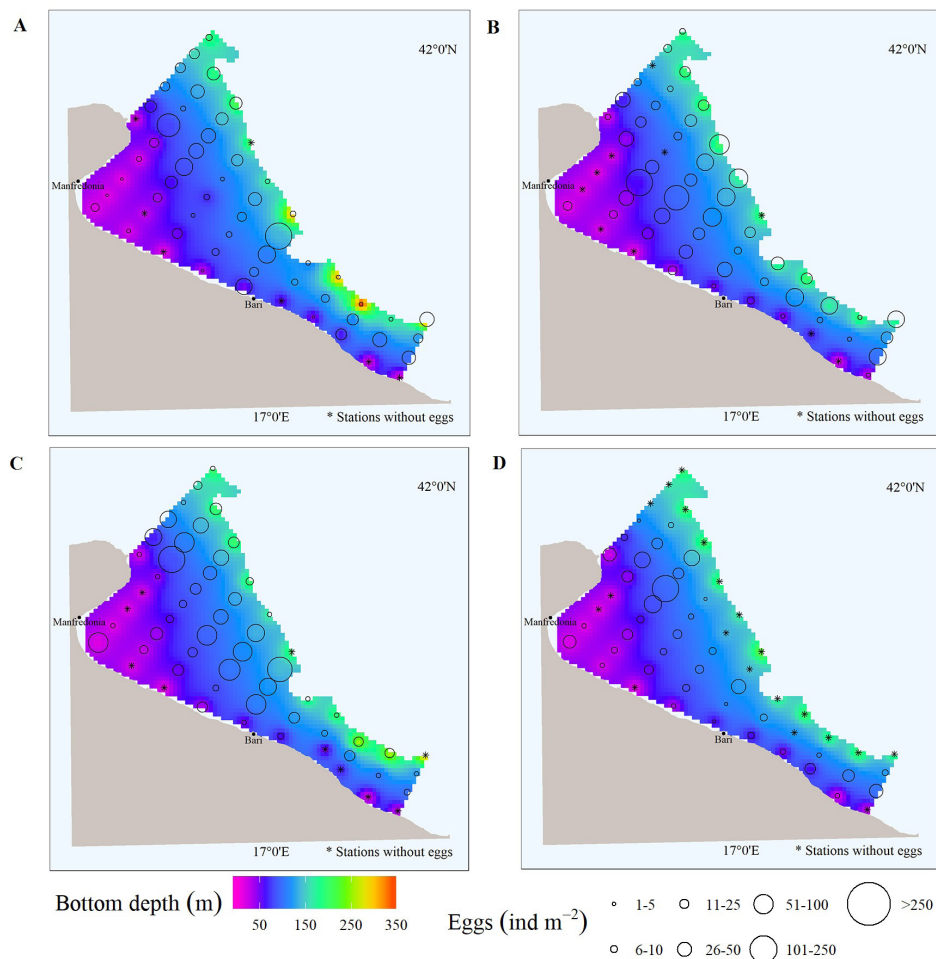 A
42°0'N
Manfredonia
Bari
17°0'E
* Stations without eggs
B
42°0'N
Manfredonia
Bari
17°0'E
* Stations without eggs
C
42°0'N
Manfredonia
Bari
17°0'E
* Stations without eggs
D
42°0'N
Manfredonia
Bari
17°0'E
* Stations without eggs
Bottom depth (m)
50 150 250 350
Eggs (ind m⁻²)
1-5 11-25 51-100 >250
6-10 26-50 101-250